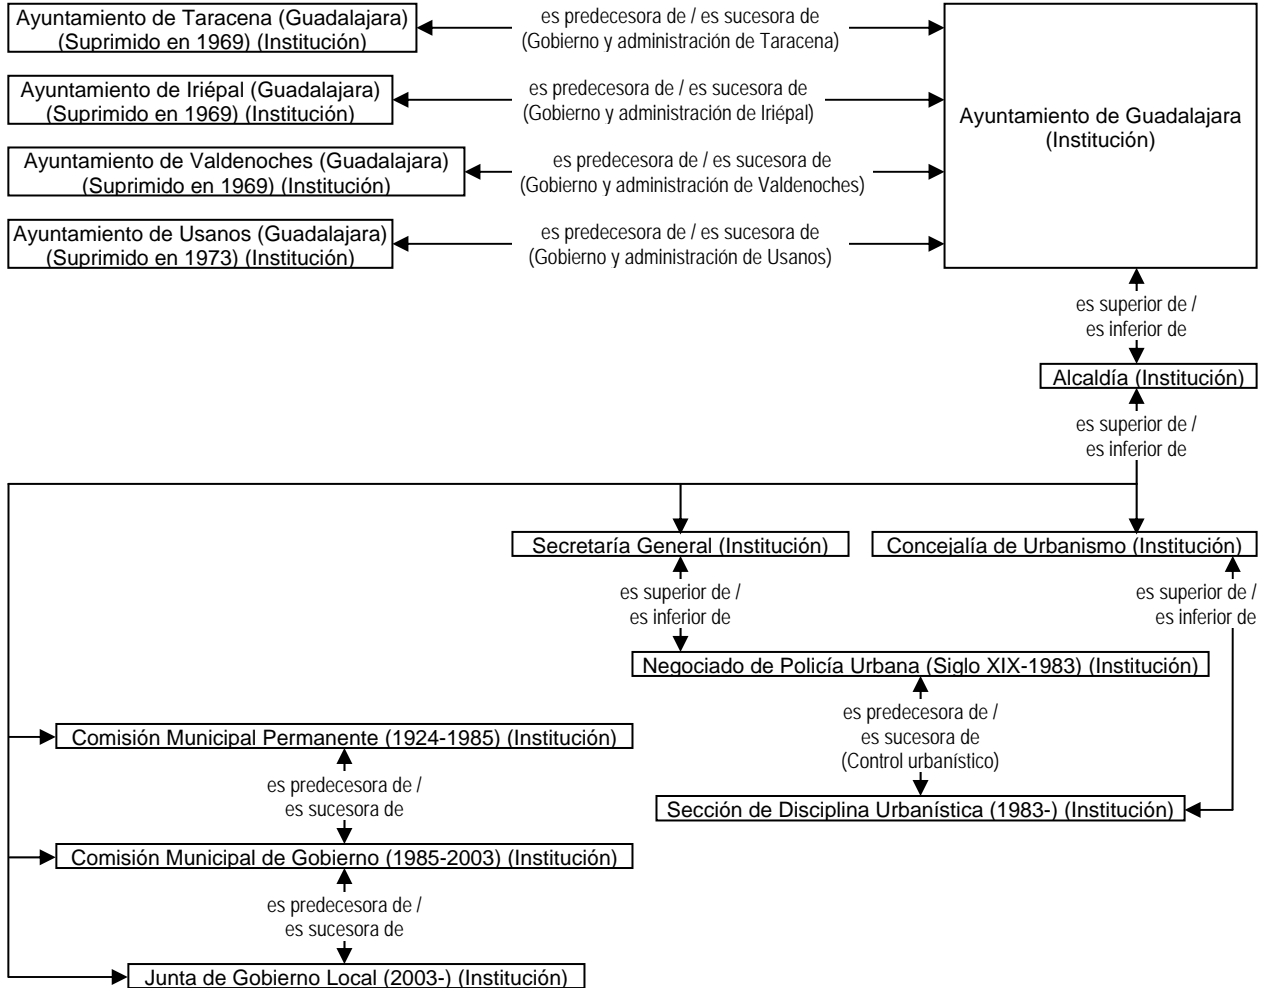 Ayuntamiento de Taracena (Guadalajara)
(Suprimido en 1969) (Institución)
es predecesora de / es sucesora de
(Gobierno y administración de Taracena)
Ayuntamiento de Iriépal (Guadalajara)
(Suprimido en 1969) (Institución)
es predecesora de / es sucesora de
(Gobierno y administración de Iriépal)
Ayuntamiento de Guadalajara
(Institución)
Ayuntamiento de Valdenoches (Guadalajara)
(Suprimido en 1969) (Institución)
es predecesora de / es sucesora de
(Gobierno y administración de Valdenoches)
Ayuntamiento de Usanos (Guadalajara)
(Suprimido en 1973) (Institución)
es predecesora de / es sucesora de
(Gobierno y administración de Usanos)
es superior de /
es inferior de
Alcaldía (Institución)
es superior de /
es inferior de
Secretaría General (Institución)
Concejalía de Urbanismo (Institución)
es superior de /
es inferior de
es superior de /
es inferior de
Negociado de Policía Urbana (Siglo XIX-1983) (Institución)
es predecesora de /
es sucesora de
(Control urbanístico)
Comisión Municipal Permanente (1924-1985) (Institución)
es predecesora de /
es sucesora de
Sección de Disciplina Urbanística (1983-) (Institución)
Comisión Municipal de Gobierno (1985-2003) (Institución)
es predecesora de /
es sucesora de
Junta de Gobierno Local (2003-) (Institución)